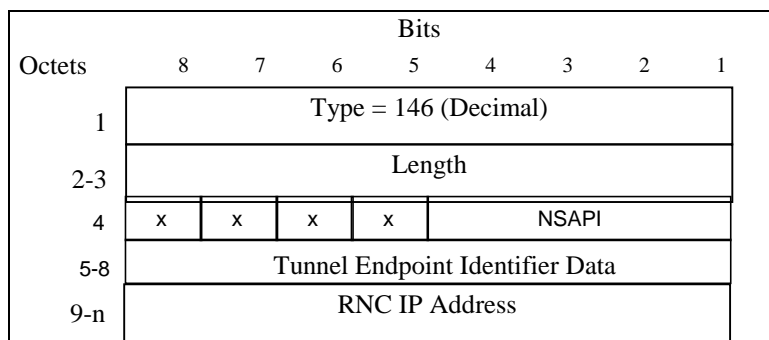 Bits
Octets 8 7 6 5 4 3 2 1
1 Type = 146 (Decimal)
2-3 Length
4 x x x x NSAPI
5-8 Tunnel Endpoint Identifier Data
9-n RNC IP Address